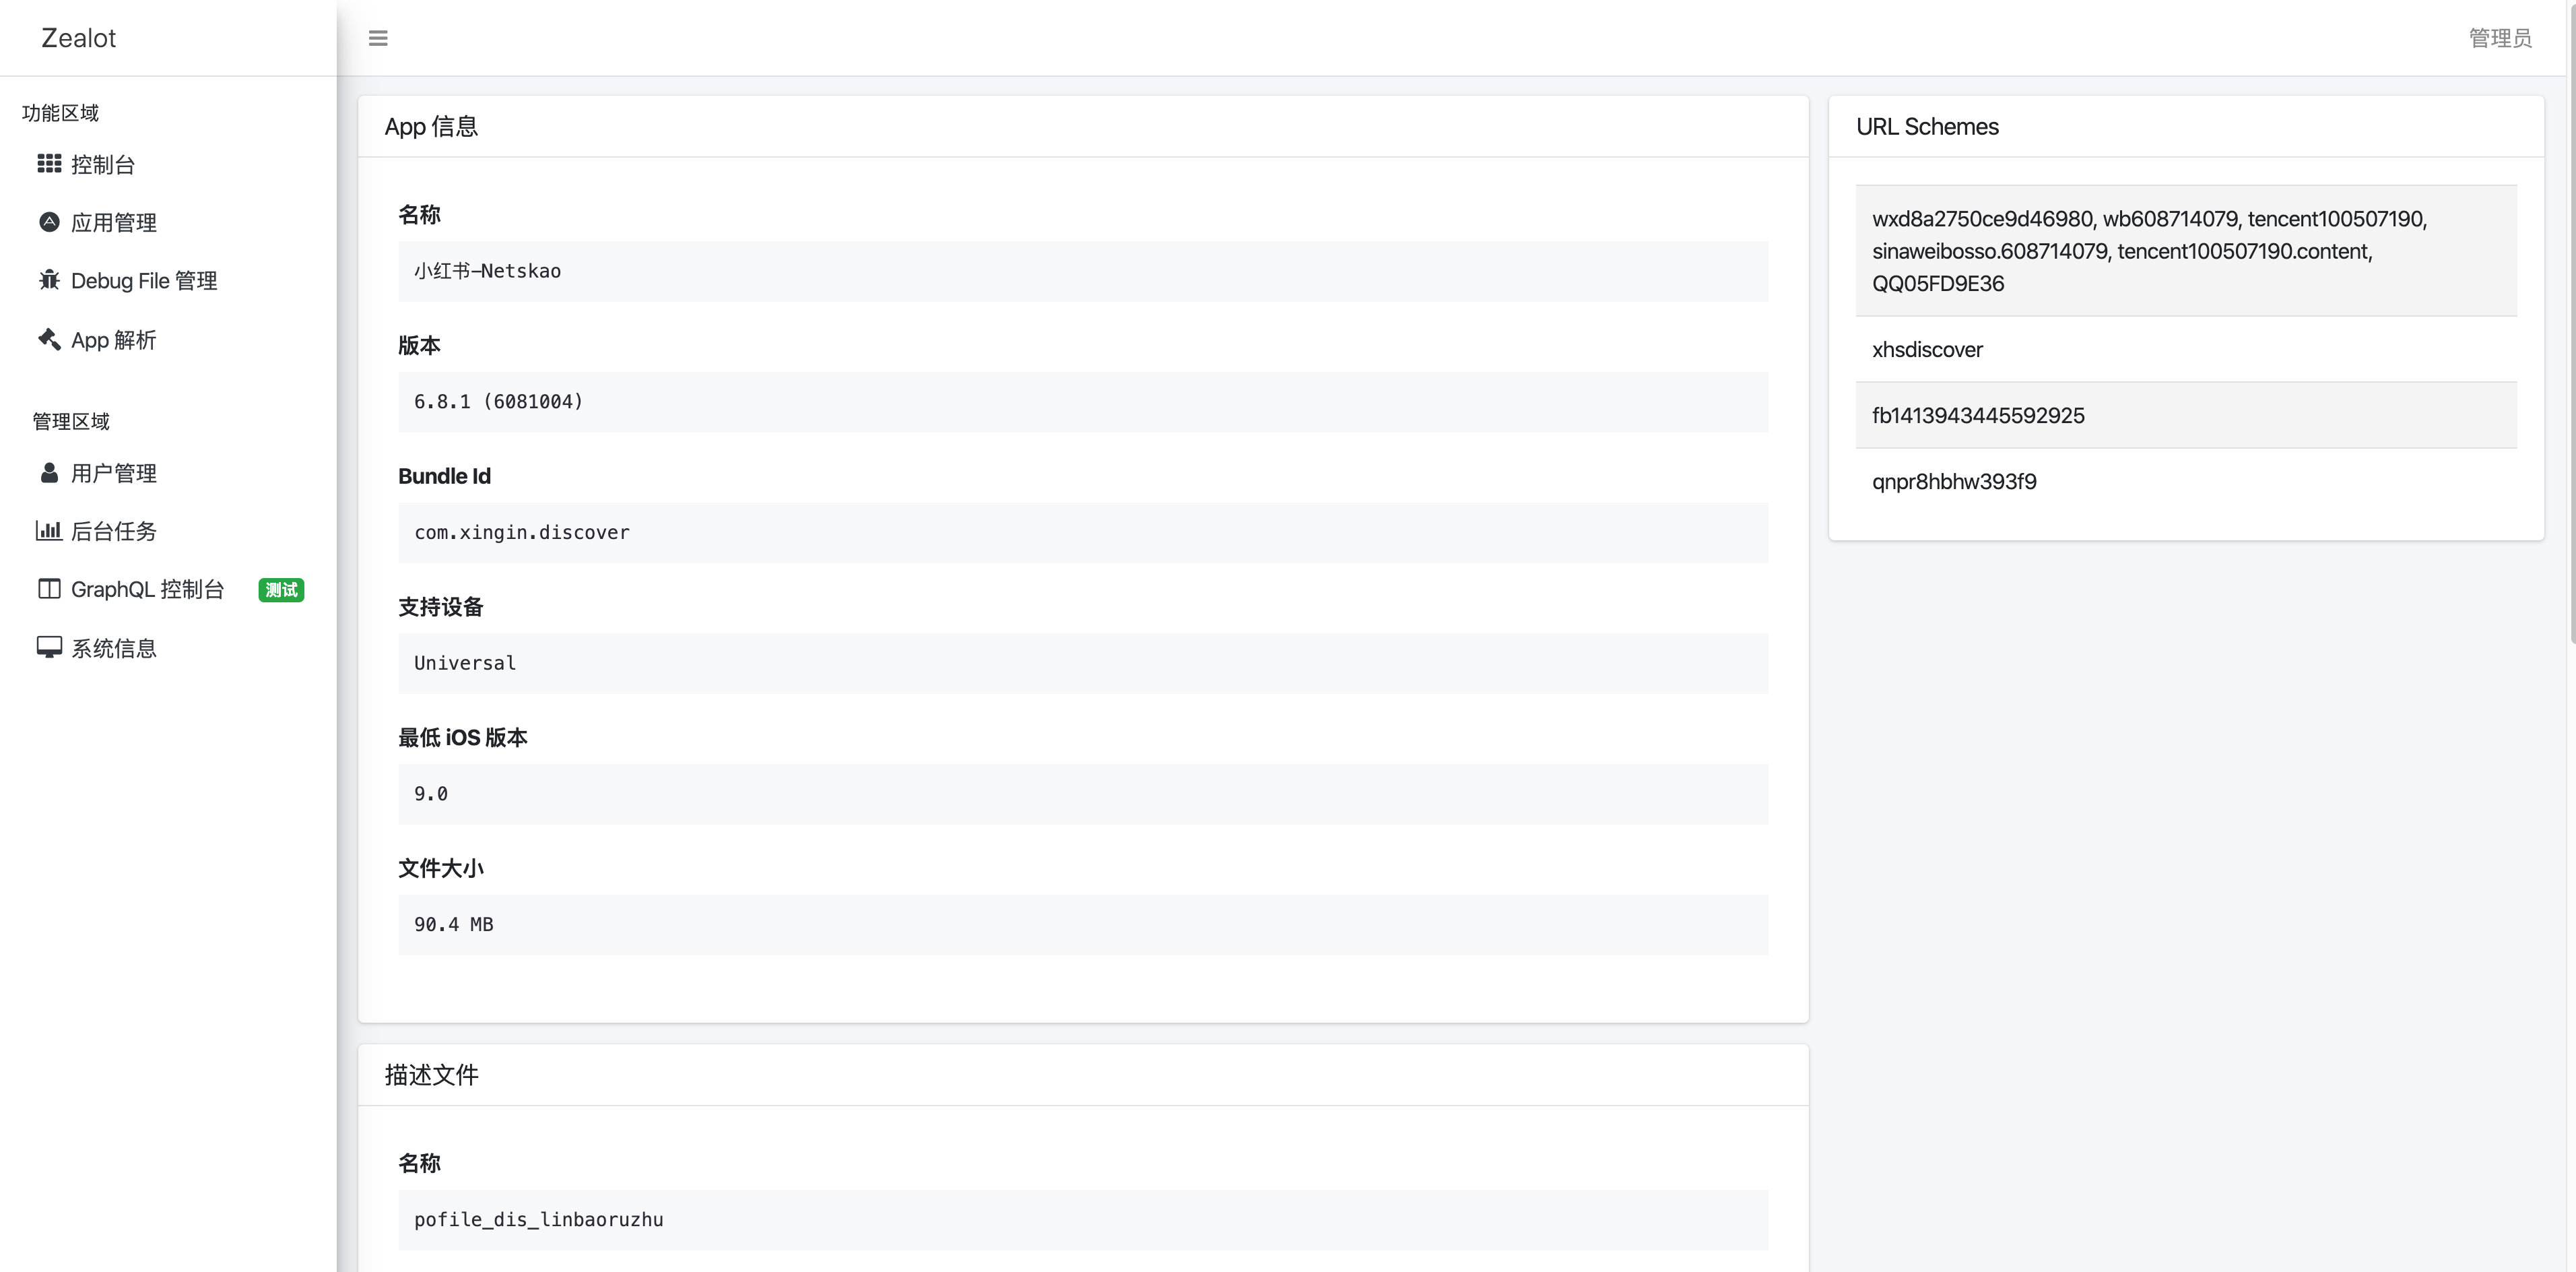 Zealot
管理员
功能区域
控制台
应用管理
Debug File 管理
App 解析
管理区域
用户管理
后台任务
GraphQL 控制台 测试
系统信息
App 信息
名称
小红书—Netskao
版本
6.8.1 (6081004)
Bundle Id
com.xingin.discover
支持设备
Universal
最低 iOS 版本
9.0
文件大小
90.4 MB
描述文件
名称
pofile_dis_linbaoruzhu
URL Schemes
wxd8a2750ce9d46980, wb608714079, tencent100507190,
sinaweibosso.608714079, tencent100507190.content,
QQ05FD9E36
xhsdiscover
fb1413943445592925
qnpr8hbhw393f9